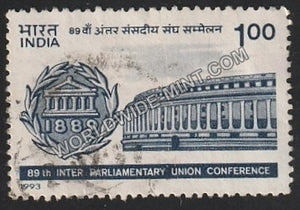 भारत
INDIA
89वाँ अंतर संसदीय संघ सम्मेलन
1.00
1889
WORLDWIDE-MINT.COM
89th INTER PARLIAMENTARY UNION CONFERENCE
1993